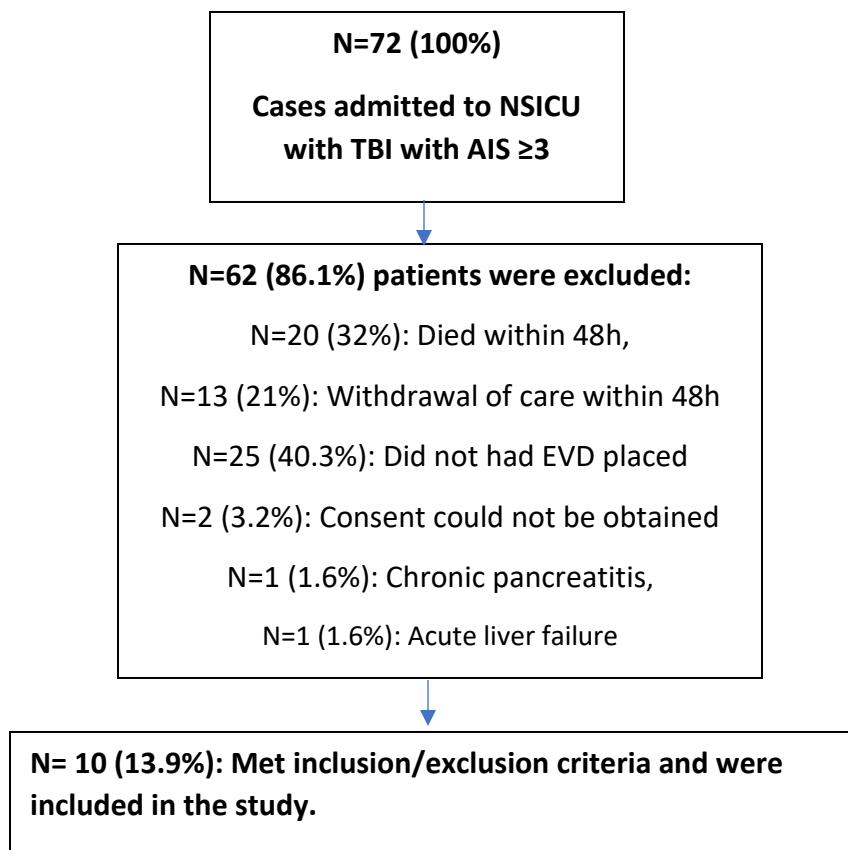 N=72 (100%)
Cases admitted to NSICU
with TBI with AIS ≥3
N=62 (86.1%) patients were excluded:
N=20 (32%): Died within 48h,
N=13 (21%): Withdrawal of care within 48h
N=25 (40.3%): Did not had EVD placed
N=2 (3.2%): Consent could not be obtained
N=1 (1.6%): Chronic pancreatitis,
N=1 (1.6%): Acute liver failure
N= 10 (13.9%): Met inclusion/exclusion criteria and were
included in the study.